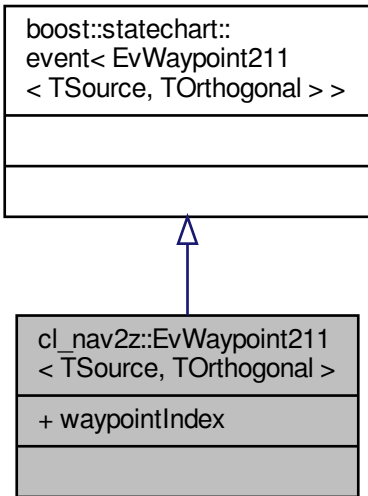 boost::statechart::
event< EvWaypoint211
< TSource, TOrthogonal > >
cl_nav2z::EvWaypoint211
< TSource, TOrthogonal >
+ waypointIndex